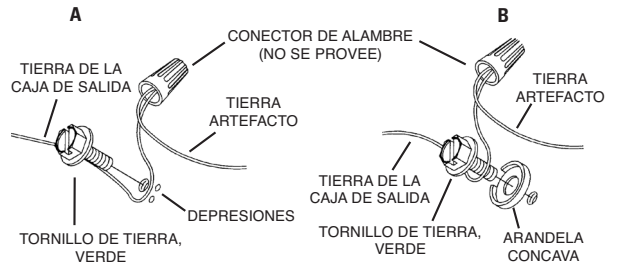 A
B
CONECTOR DE ALAMBRE
(NO SE PROVEE)
TIERRA DE LA
CAJA DE SALIDA
TIERRA
ARTEFACTO
DEPRESIONES
TORNILLO DE TIERRA,
VERDE
TIERRA
ARTEFACTO
TIERRA DE LA
CAJA DE SALIDA
TORNILLO DE TIERRA,
VERDE
ARANDELA
CONCAVA